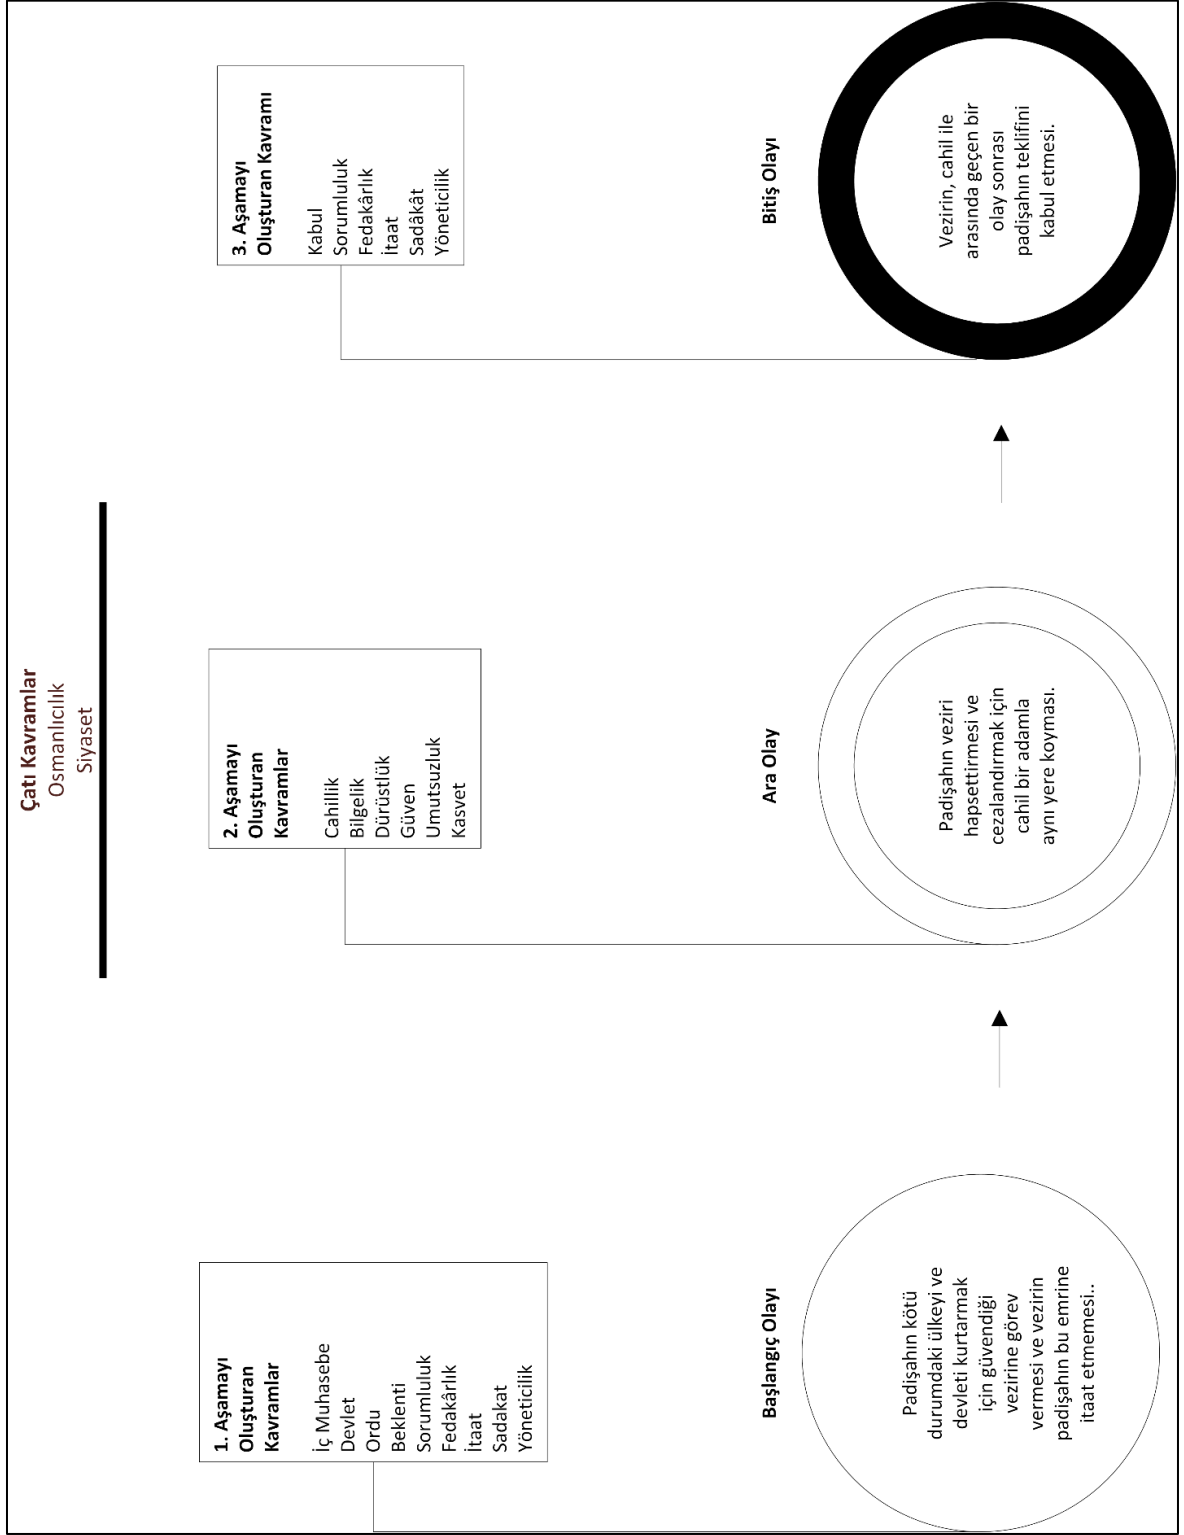 Çatı Kavramlar
Osmanlıcılık
Siyaset
1. Aşamayı
Oluşturan
Kavramlar
İç Muhasebe
Devlet
Ordu
Beklenti
Sorumluluk
Fedakârlık
İtaat
Sadakat
Yöneticilik
2. Aşamayı
Oluşturan
Kavramlar
Cahillik
Bilgelik
Dürüstlük
Güven
Umutsuzluk
Kasvet
3. Aşamayı
Oluşturan Kavramı
Kabul
Sorumluluk
Fedakârlık
İtaat
Sadâkât
Yöneticilik
Başlangıç Olayı
Padişahın kötü
durumdaki ülkeyi ve
devleti kurtarmak
için güvendiği
vezirine görev
vermesi ve vezirin
padişahın bu emrine
itaat etmemesi..
Ara Olay
Padişahın veziri
hapsettirmesi ve
cezalandırmak için
cahil bir adamla
aynı yere koyması.
Bitiş Olayı
Vezirin, cahil ile
arasında geçen bir
olay sonrası
padişahın teklifini
kabul etmesi.